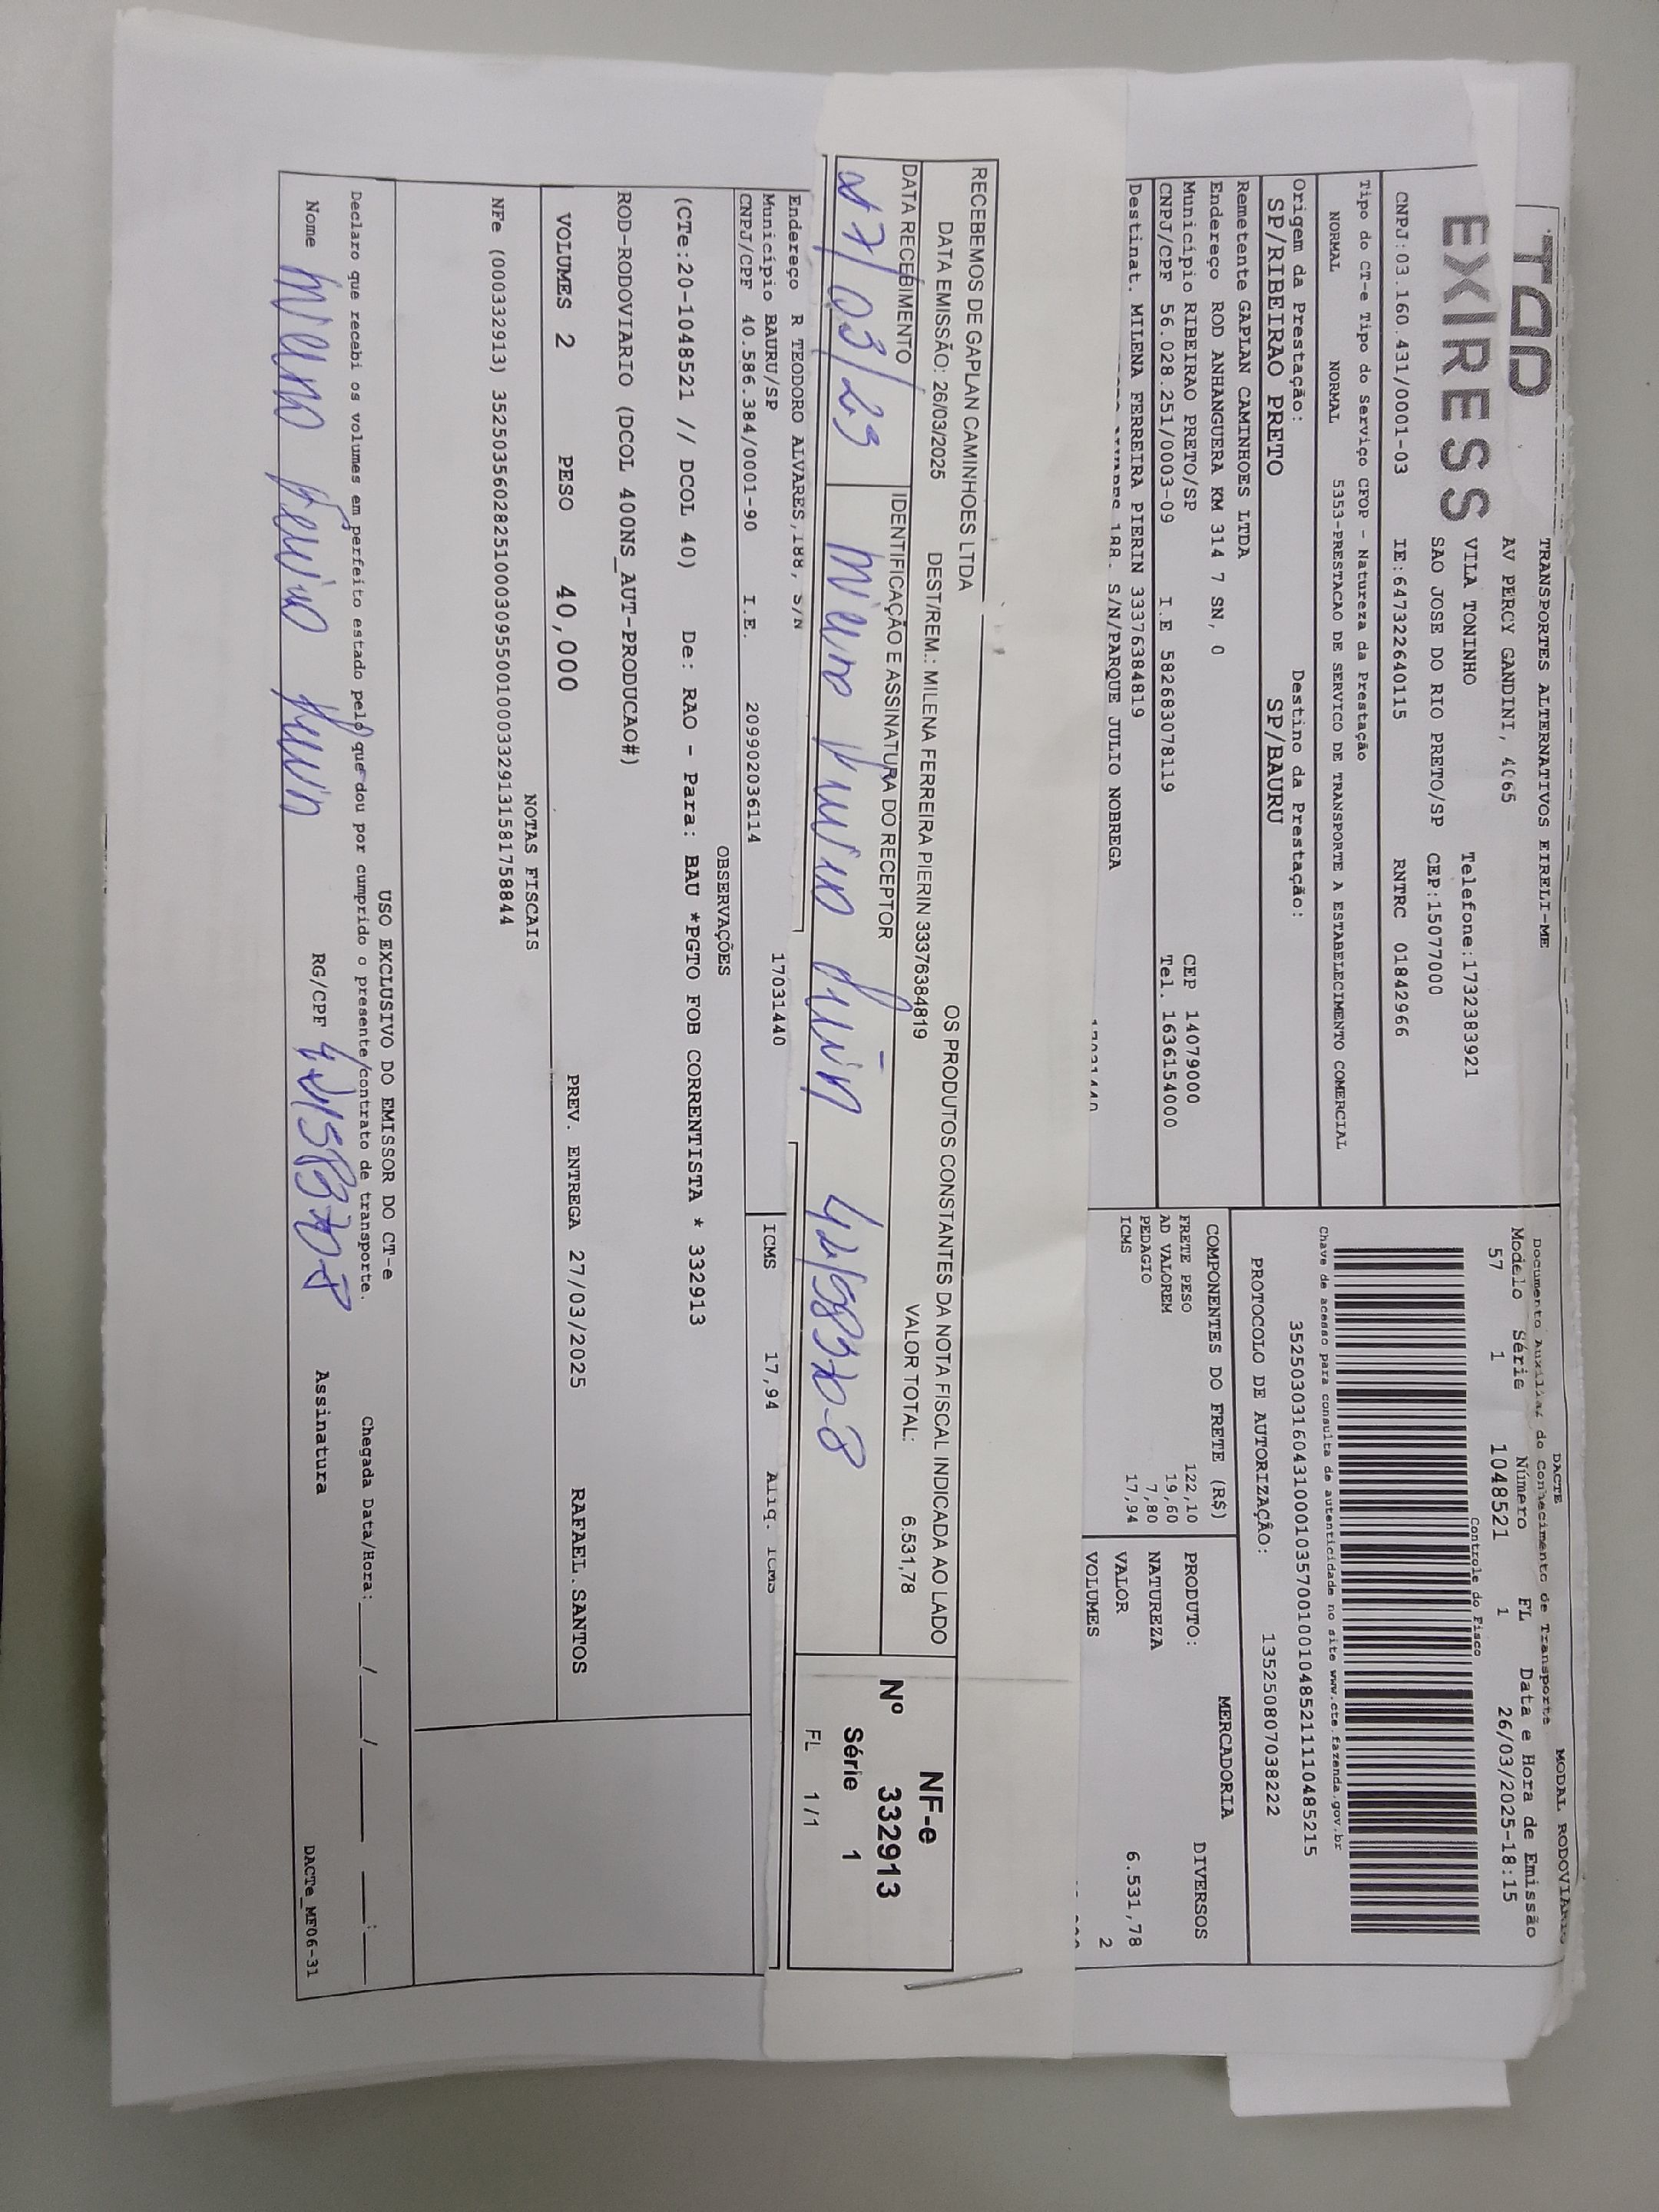 TRANSPORTES ALTERNATIVOS EIRELI-ME
AV PERCY GANDINI, 4065
VILA TONINHO Telefone:1732383921
SAO JOSE DO RIO PRETO/SP CEP:15077000
CNPJ:03.160.431/0001-03 IE:647322640115 RNTRC 01842966
DACTE MODAL RODOVIARIO
Documento Auxiliar do Conhecimento de Transporte
Modelo Série Número FL Data e Hora de Emissão
57 1 1048521 1 26/03/2025-18:15
Controle do Fisco
Chave de acesso para consulta de autenticidade no site www.cte.fazenda.gov.br
35250303160431000103570010010485211110485215
PROTOCOLO DE AUTORIZAÇÃO: 135250807038222
Tipo do CT-e Tipo do Serviço CFOP - Natureza da Prestação
NORMAL NORMAL 5353-PRESTACAO DE SERVICO DE TRANSPORTE A ESTABELECIMENTO COMERCIAL
Origem da Prestação: Destino da Prestação:
SP/RIBEIRAO PRETO SP/BAURU
Remetente GAPLAN CAMINHOES LTDA
Endereço ROD ANHANGUERA KM 314 7 SN, 0
Município RIBEIRAO PRETO/SP CEP 14079000
CNPJ/CPF 56.028.251/0003-09 I.E 582683078119 Tel. 1636154000
Destinat. MILENA FERREIRA PIERIN 33376384819
188, S/N/PARQUE JULIO NOBREGA
17031440
COMPONENTES DO FRETE (R$)
FRETE PESO 122,10
AD VALOREM 19,60
PEDAGIO 7,80
ICMS 17,94
MERCADORIA
PRODUTO: DIVERSOS
NATUREZA
VALOR 6.531,78
VOLUMES 2
RECEBEMOS DE GAPLAN CAMINHOES LTDA OS PRODUTOS CONSTANTES DA NOTA FISCAL INDICADA AO LADO
DATA EMISSÃO: 26/03/2025 DEST/REM.: MILENA FERREIRA PIERIN 33376384819 VALOR TOTAL: 6.531,78
DATA RECEBIMENTO IDENTIFICAÇÃO E ASSINATURA DO RECEPTOR
NF-e
Nº 332913
Série 1
FL 1/1
Endereço R TEODORO ALVARES,188, S/N
Município BAURU/SP 17031440
CNPJ/CPF 40.586.384/0001-90 I.E. 209902036114
ICMS 17,94 Aliq. ICMS
OBSERVAÇÕES
(CTe:20-1048521 // DCOL 40) De: RAO - Para: BAU *PGTO FOB CORRENTISTA * 332913
ROD-RODOVIARIO (DCOL 400NS_AUT-PRODUCAO#)
VOLUMES 2 PESO 40,000 PREV. ENTREGA 27/03/2025 RAFAEL.SANTOS
NOTAS FISCAIS
NFe (000332913) 35250356028251000309550010003329131581758844
USO EXCLUSIVO DO EMISSOR DO CT-e
Declaro que recebi os volumes em perfeito estado pelo que dou por cumprido o presente/contrato de transporte. Chegada Data/Hora:____/____/____ ___:___
Nome RG/CPF Assinatura DACTe_MF06-31